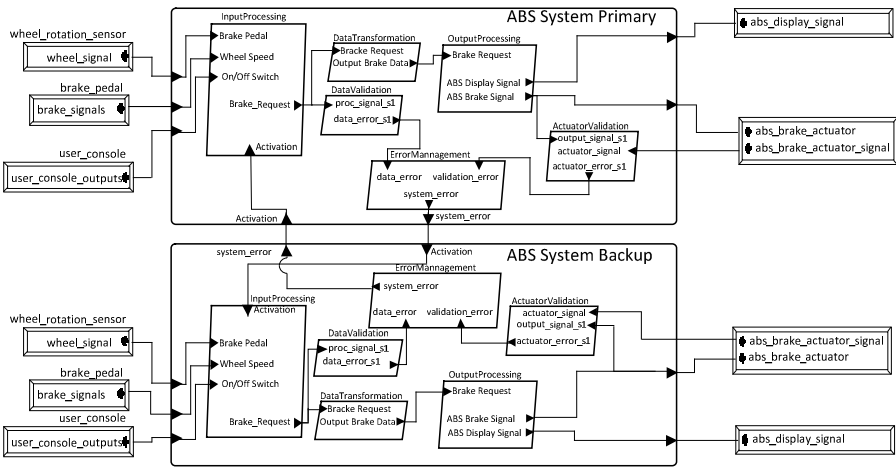 InputProcessing
ABS System Primary
abs_display_signal
wheel_rotation_sensor
wheel_signal
Brake Pedal
Wheel Speed
On/Off Switch
Brake_Request
Activation
DataTransformation
Bracke Request
Output Brake Data
OutputProcessing
Brake Request
ABS Display Signal
ABS Brake Signal
brake_pedal
brake_signals
DataValidation
proc_signal_s1
data_error_s1
ActuatorValidation
output_signal_s1
actuator_signal
actuator_error_s1
abs_brake_actuator
abs_brake_actuator_signal
user_console
user_console_outputs
ErrorMannagement
data_error
validation_error
system_error
Activation
system_error
system_error
Activation
ABS System Backup
ErrorMannagement
system_error
data_error
validation_error
InputProcessing
Activation
Brake Pedal
Wheel Speed
On/Off Switch
Brake_Request
ActuatorValidation
actuator_signal
output_signal_s1
actuator_error_s1
wheel_rotation_sensor
wheel_signal
DataValidation
proc_signal_s1
data_error_s1
abs_brake_actuator_signal
abs_brake_actuator
brake_pedal
brake_signals
DataTransformation
Bracke Request
Output Brake Data
OutputProcessing
Brake Request
ABS Brake Signal
ABS Display Signal
user_console
user_console_outputs
abs_display_signal